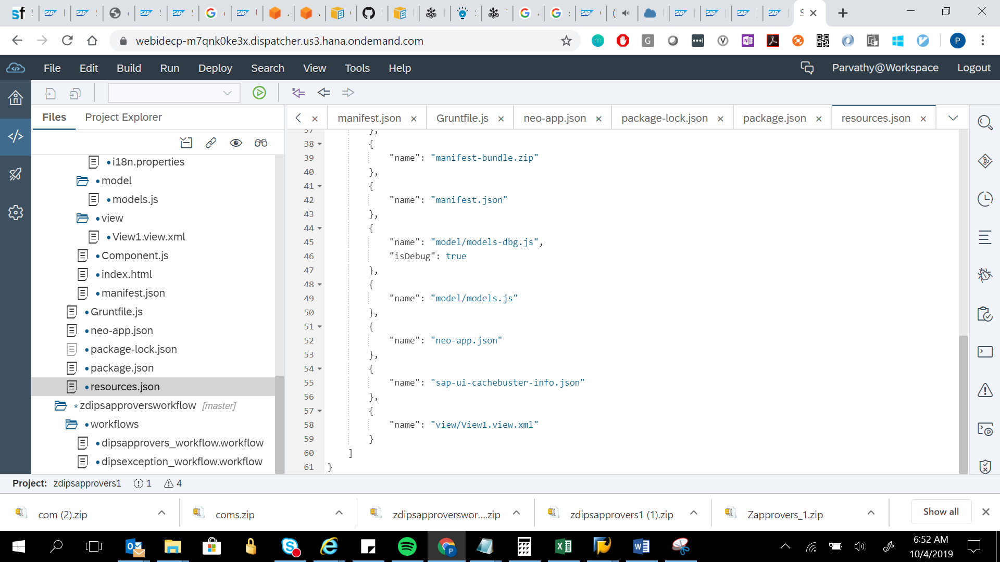 webidecp-m7qnk0ke3x.dispatcher.us3.hana.ondemand.com
File Edit Build Run Deploy Search View Tools Help Parvathy@Workspace Logout
Files Project Explorer
manifest.json Gruntfile.js neo-app.json package-lock.json package.json resources.json
i18n.properties
model
models.js
view
View1.view.xml
Component.js
index.html
manifest.json
Gruntfile.js
neo-app.json
package-lock.json
package.json
resources.json
*zdipsapproversworkflow [master]
workflows
dipsapprovers_workflow.workflow
dipsexception_workflow.workflow
37 },
38 {
39 "name": "manifest-bundle.zip"
40 },
41 {
42 "name": "manifest.json"
43 },
44 {
45 "name": "model/models-dbg.js",
46 "isDebug": true
47 },
48 {
49 "name": "model/models.js"
50 },
51 {
52 "name": "neo-app.json"
53 },
54 {
55 "name": "sap-ui-cachebuster-info.json"
56 },
57 {
58 "name": "view/View1.view.xml"
59 }
60 ]
61 }
Project: zdipsapprovers1 1 4
com (2).zip coms.zip zdipsapproverswor....zip zdipsapprovers1 (1).zip Zapprovers_1.zip Show all
6:52 AM
10/4/2019